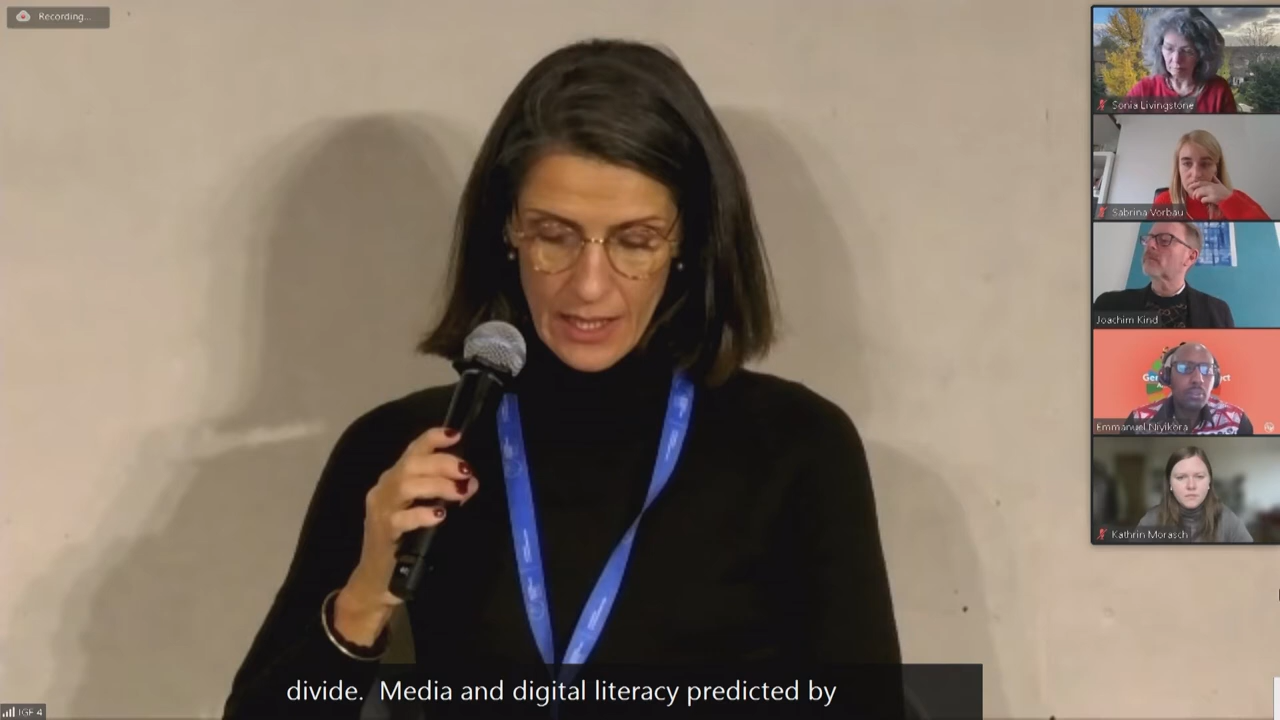 Recording...
Sonia Livingstone
Sabrina Vorbau
Joachim Kind
Emmanuel Niyikora
Kathrin Morasch
divide. Media and digital literacy predicted by
IGF 4